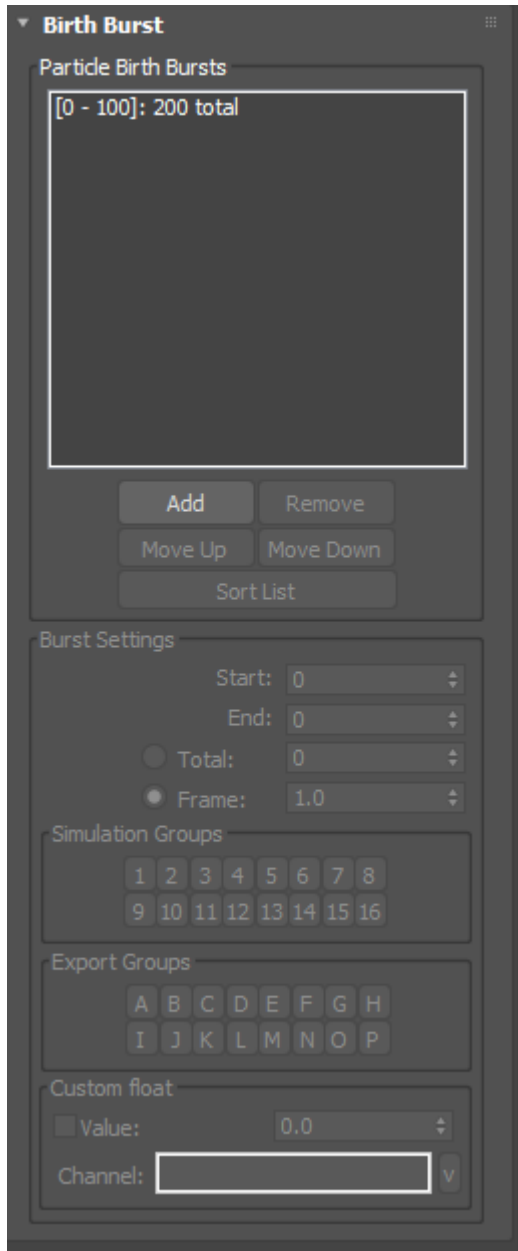 Birth Burst
Particle Birth Bursts
[0 - 100]: 200 total
Add Remove
Move Up Move Down
Sort List
Burst Settings
Start: 0
End: 0
Total: 0
Frame: 1.0
Simulation Groups
1 2 3 4 5 6 7 8
9 10 11 12 13 14 15 16
Export Groups
A B C D E F G H
I J K L M N O P
Custom float
Value: 0.0
Channel: v